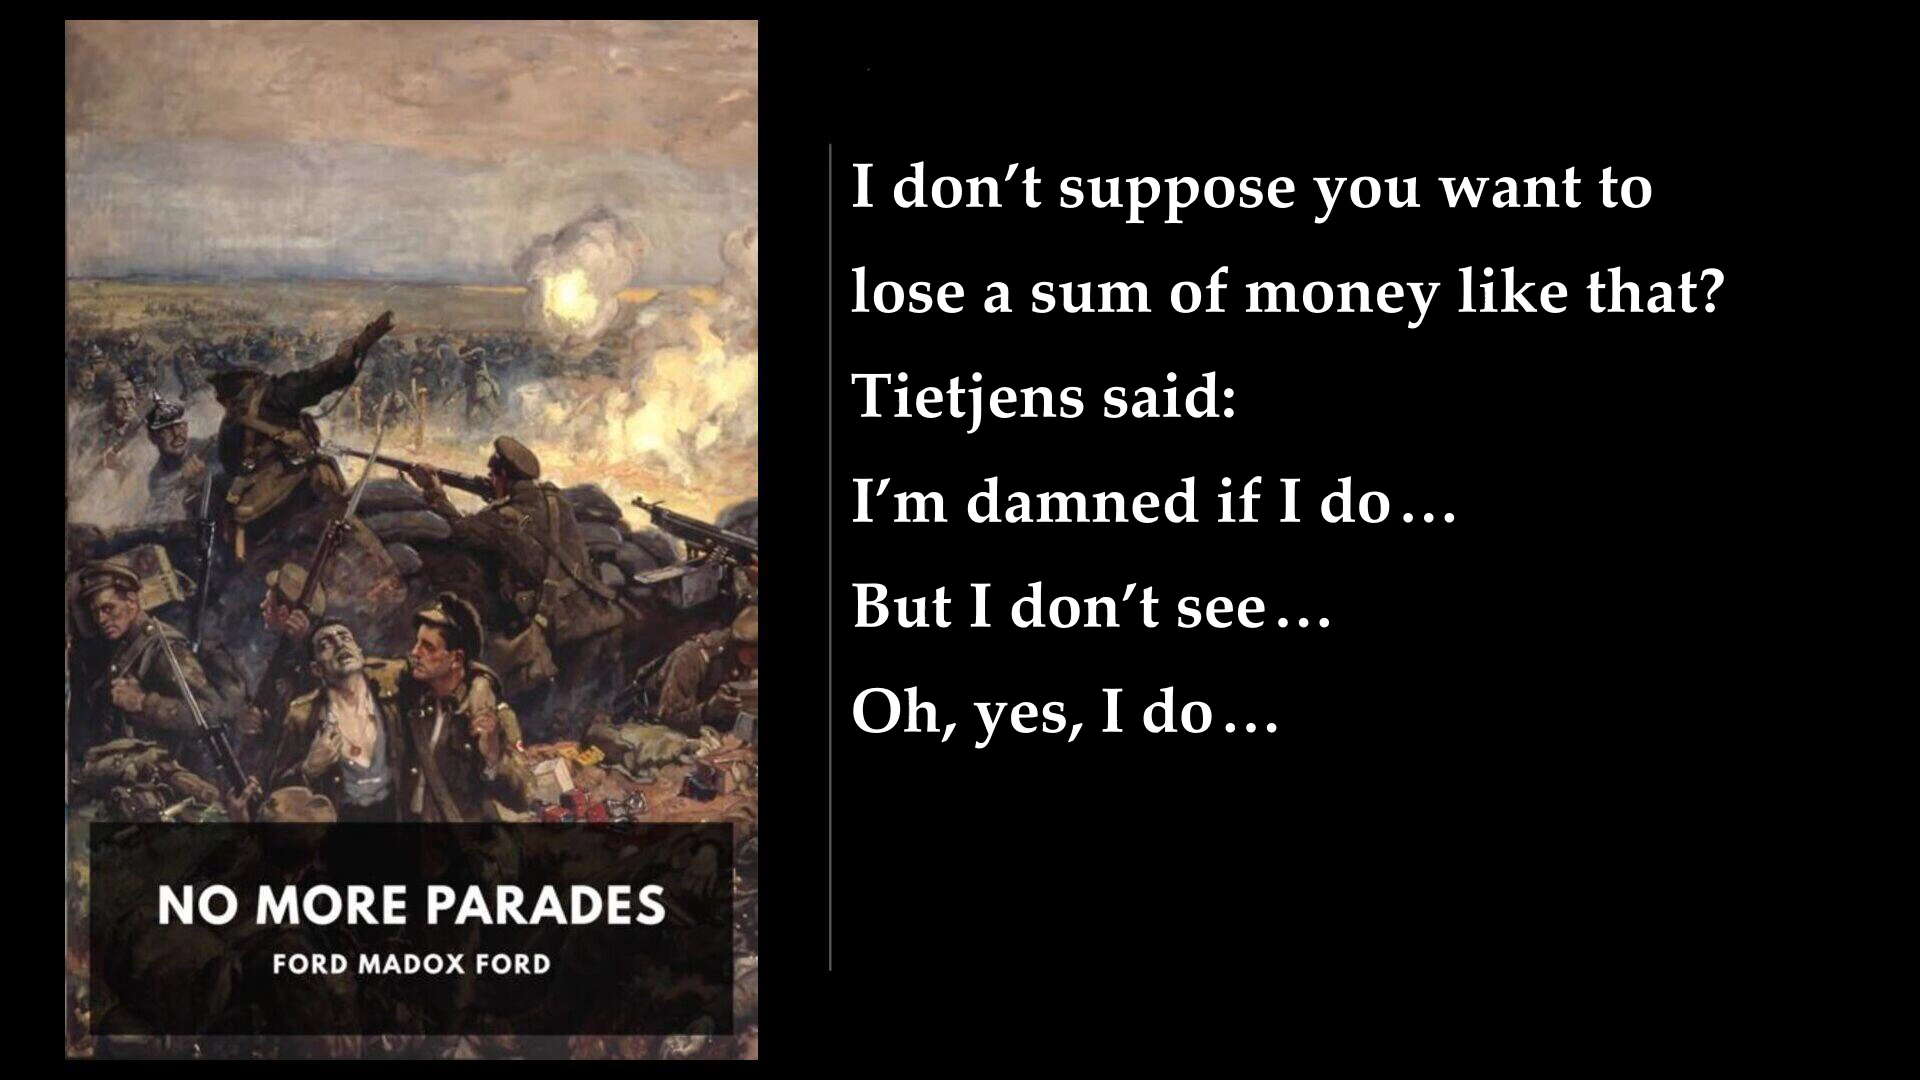 I don’t suppose you want to
lose a sum of money like that?
Tietjens said:
I’m damned if I do…
But I don’t see…
Oh, yes, I do…
NO MORE PARADES
FORD MADOX FORD